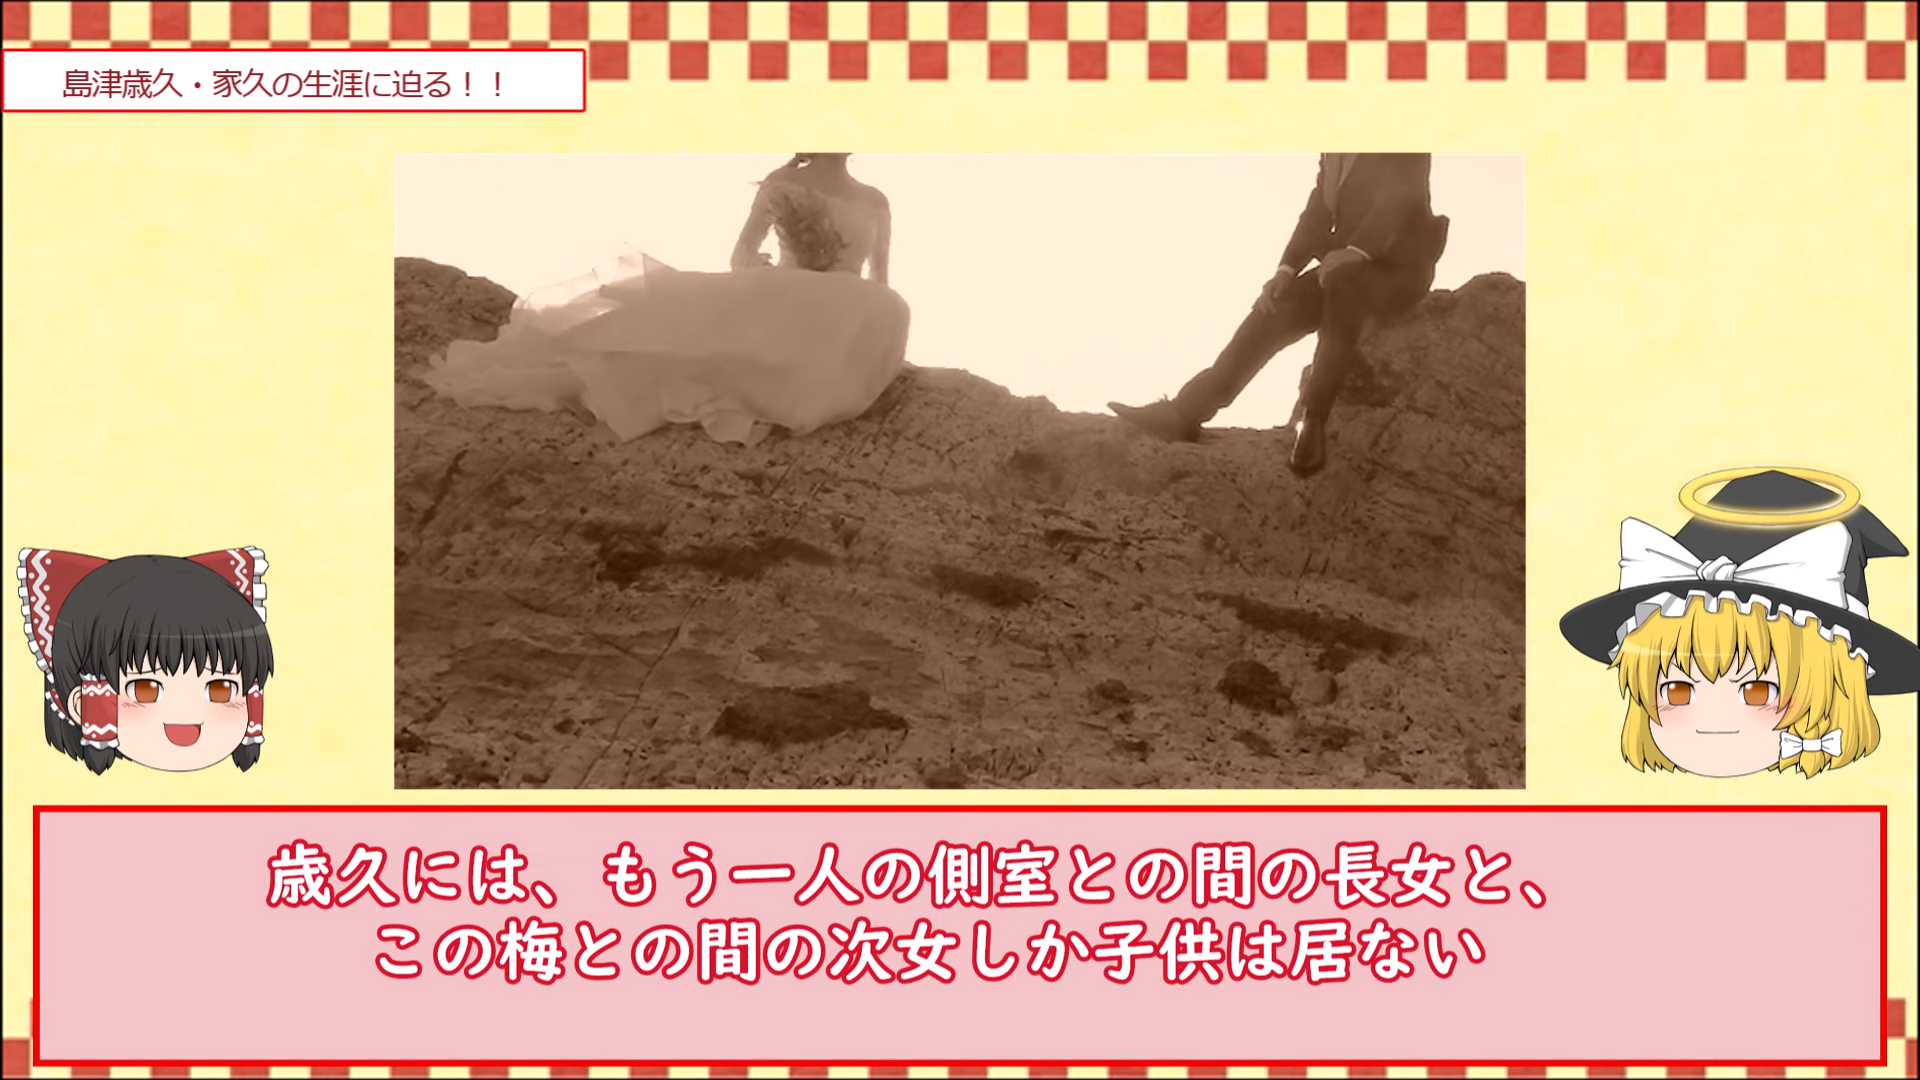 島津歳久・家久の生涯に迫る！！
歳久には、もう一人の側室との間の長女と、
この梅との間の次女しか子供は居ない